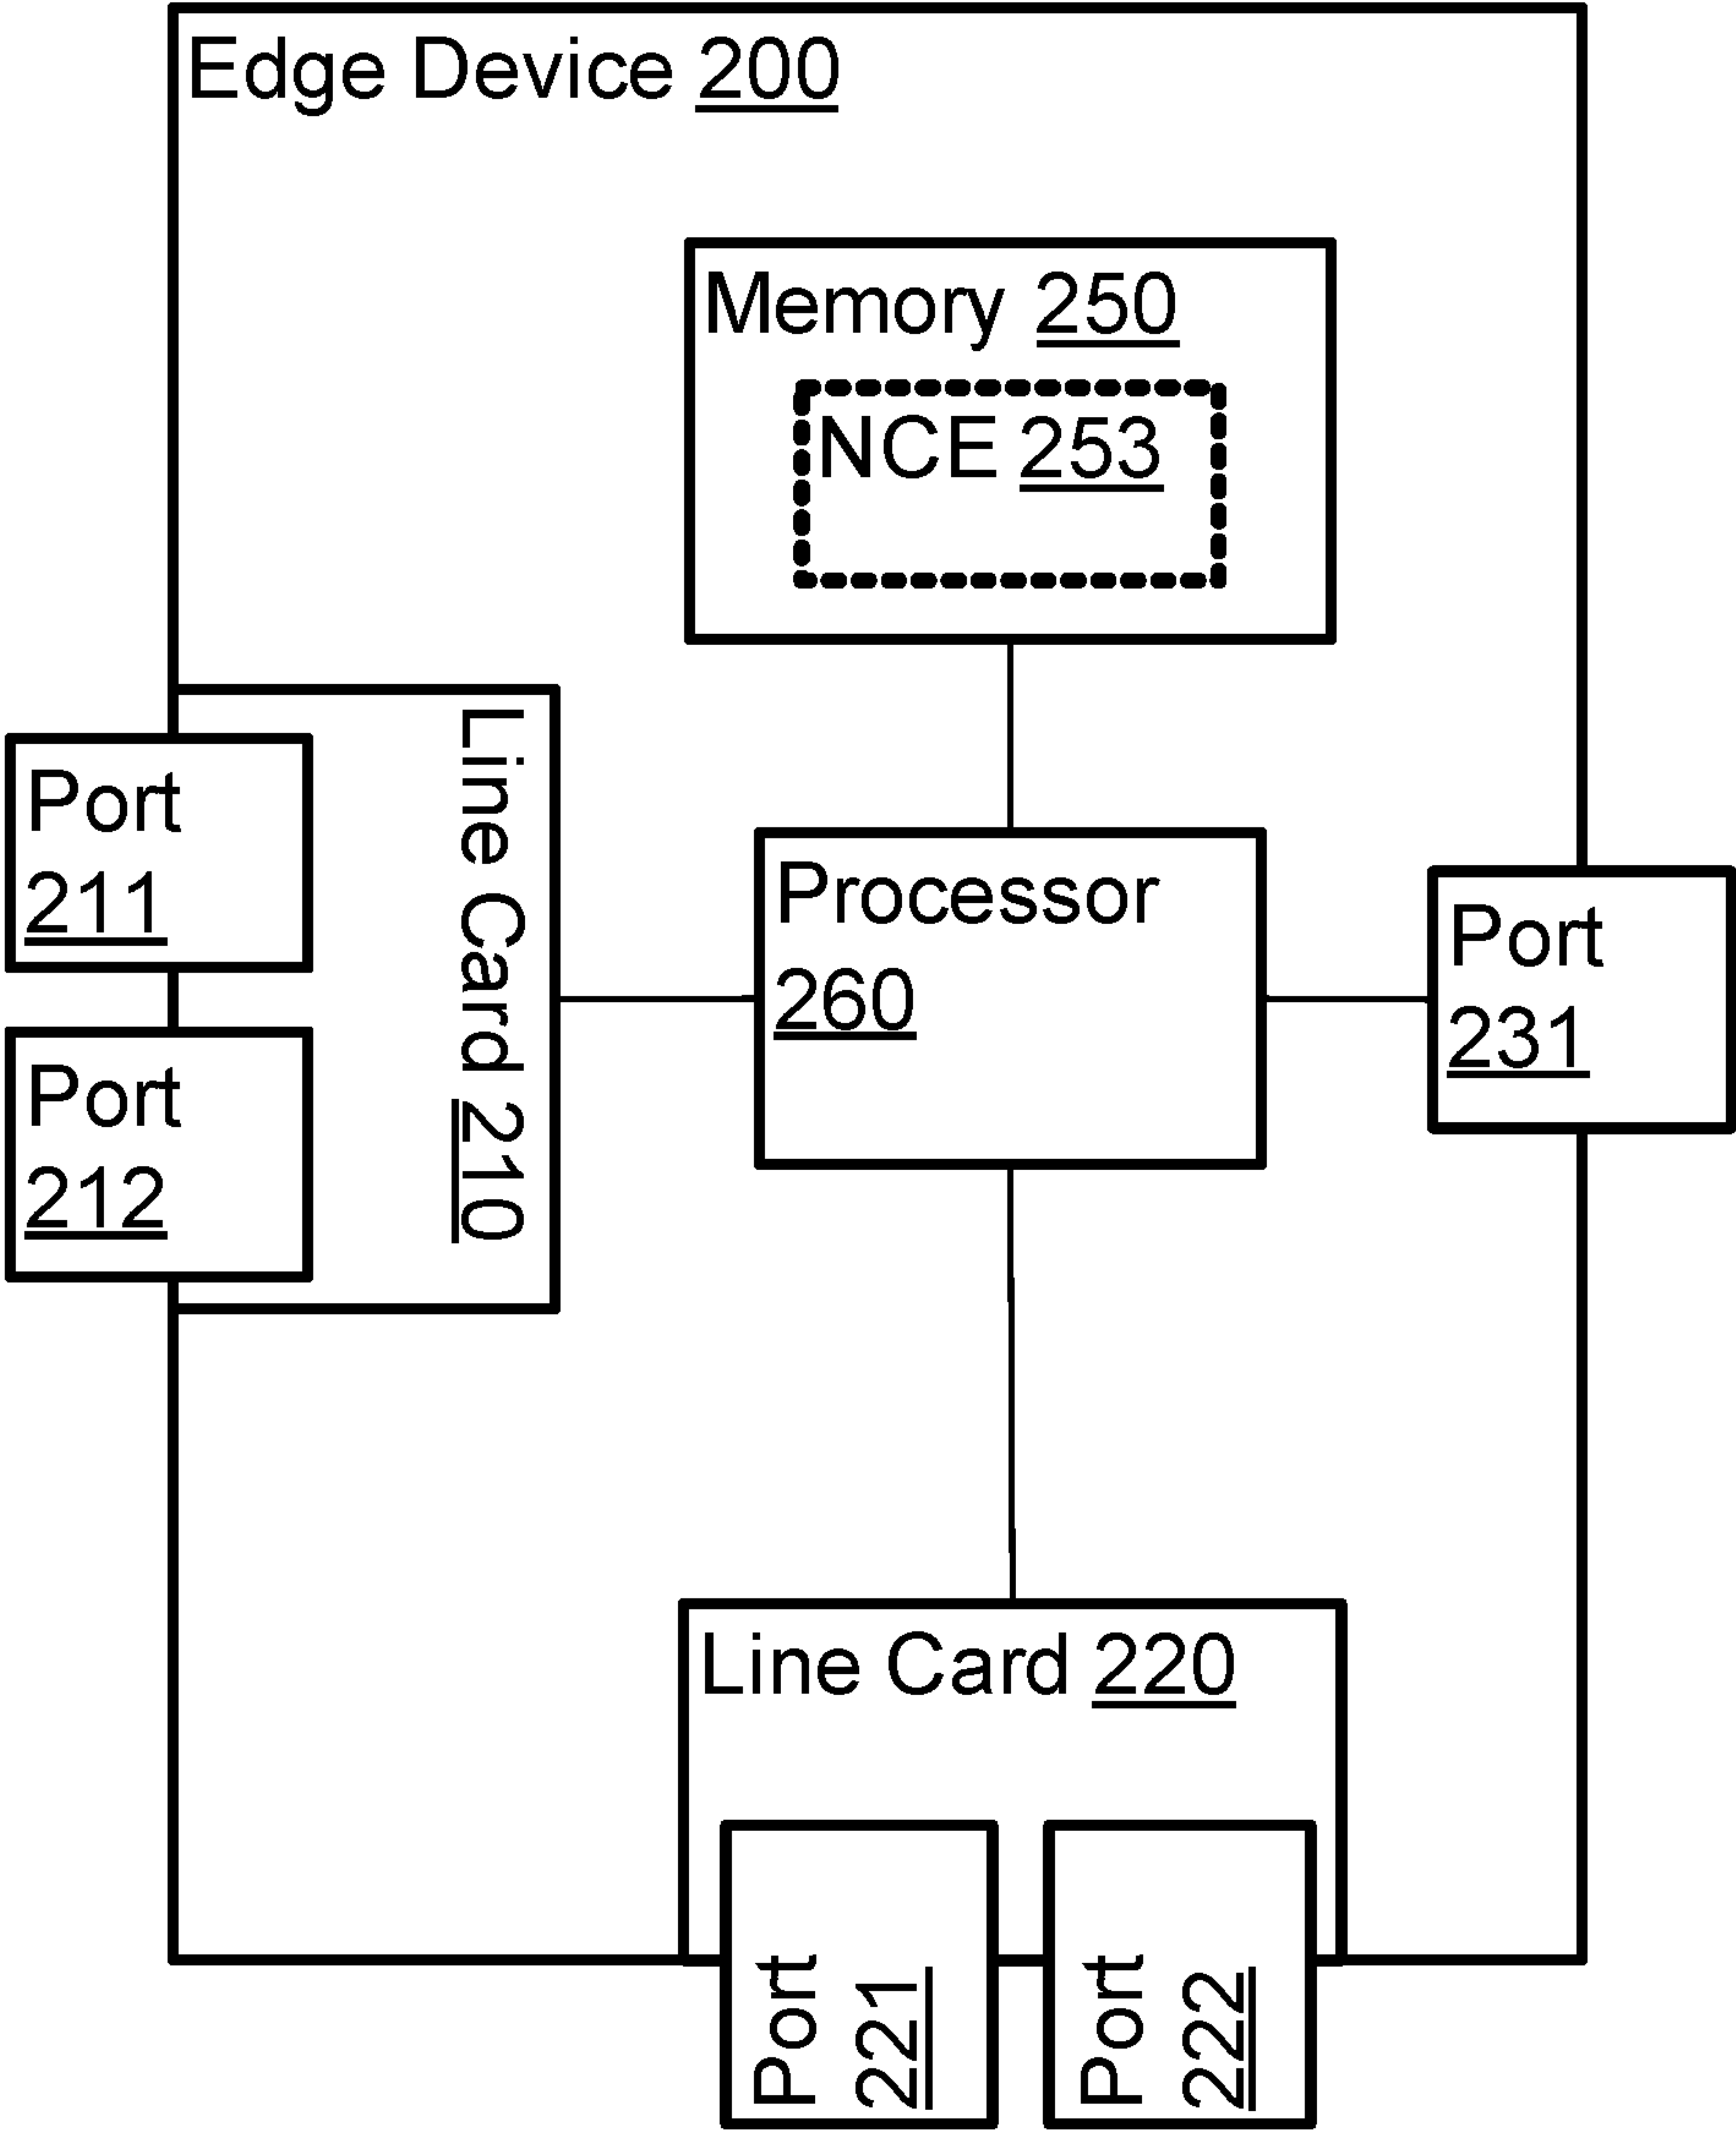 Edge Device 200
Memory 250
NCE 253
Port
211
Port
212
Line Card 210
Processor
260
Port
231
Line Card 220
Port
221
Port
222